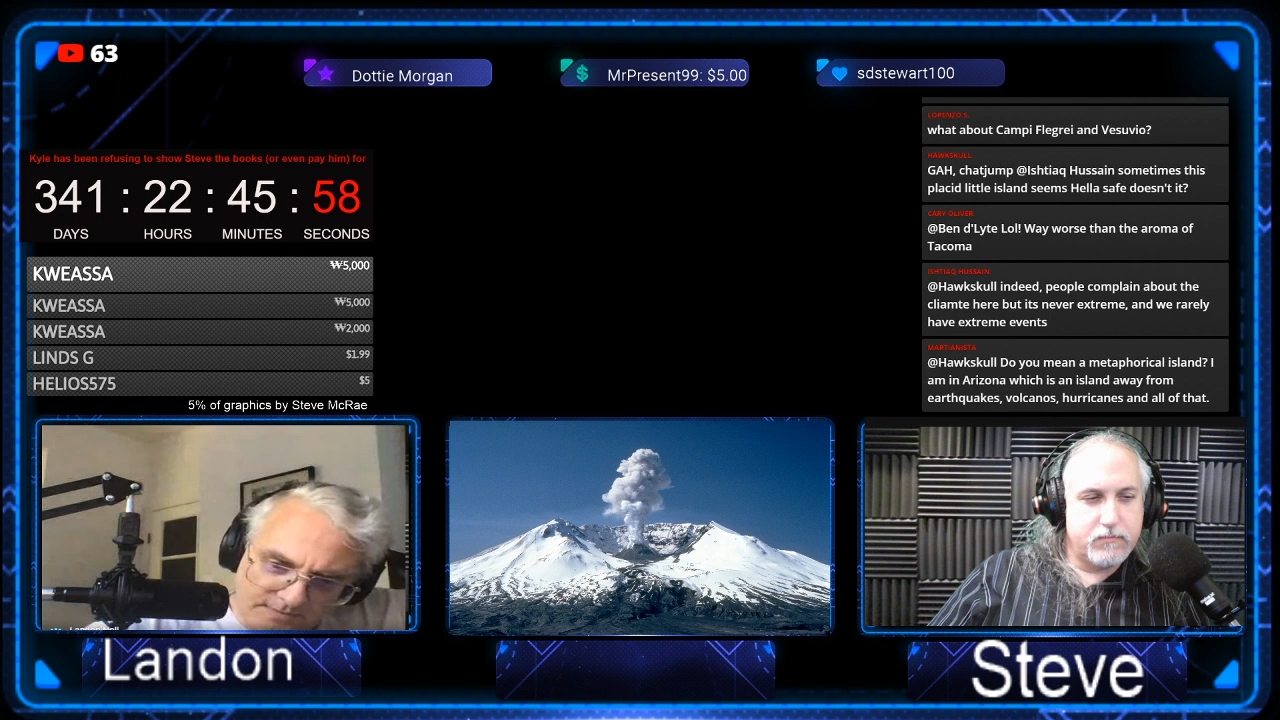 63
Dottie Morgan
MrPresent99: $5.00
sdstewart100
Kyle has been refusing to show Steve the books (or even pay him) for
341 : 22 : 45 : 58
DAYS HOURS MINUTES SECONDS
KWEASSA ₩5,000
KWEASSA ₩5,000
KWEASSA ₩2,000
LINDS G $1.99
HELIOS575 $5
5% of graphics by Steve McRae
LORENZO S.
what about Campi Flegrei and Vesuvio?
HAWKSKULL
GAH, chatjump @Ishtiaq Hussain sometimes this
placid little island seems Hella safe doesn't it?
CARY OLIVER
@Ben d'Lyte Lol! Way worse than the aroma of
Tacoma
ISHTIAQ HUSSAIN
@Hawkskull indeed, people complain about the
cliamte here but its never extreme, and we rarely
have extreme events
MARTIANISTA
@Hawkskull Do you mean a metaphorical island? I
am in Arizona which is an island away from
earthquakes, volcanos, hurricanes and all of that.
Landon
Steve